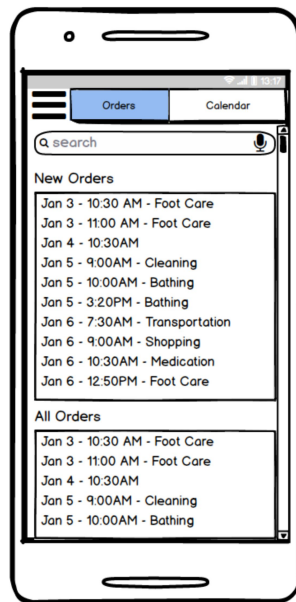 13:17
Orders
Calendar
search
New Orders
Jan 3 - 10:30 AM - Foot Care
Jan 3 - 11:00 AM - Foot Care
Jan 4 - 10:30AM
Jan 5 - 9:00AM - Cleaning
Jan 5 - 10:00AM - Bathing
Jan 5 - 3:20PM - Bathing
Jan 6 - 7:30AM - Transportation
Jan 6 - 9:00AM - Shopping
Jan 6 - 10:30AM - Medication
Jan 6 - 12:50PM - Foot Care
All Orders
Jan 3 - 10:30 AM - Foot Care
Jan 3 - 11:00 AM - Foot Care
Jan 4 - 10:30AM
Jan 5 - 9:00AM - Cleaning
Jan 5 - 10:00AM - Bathing